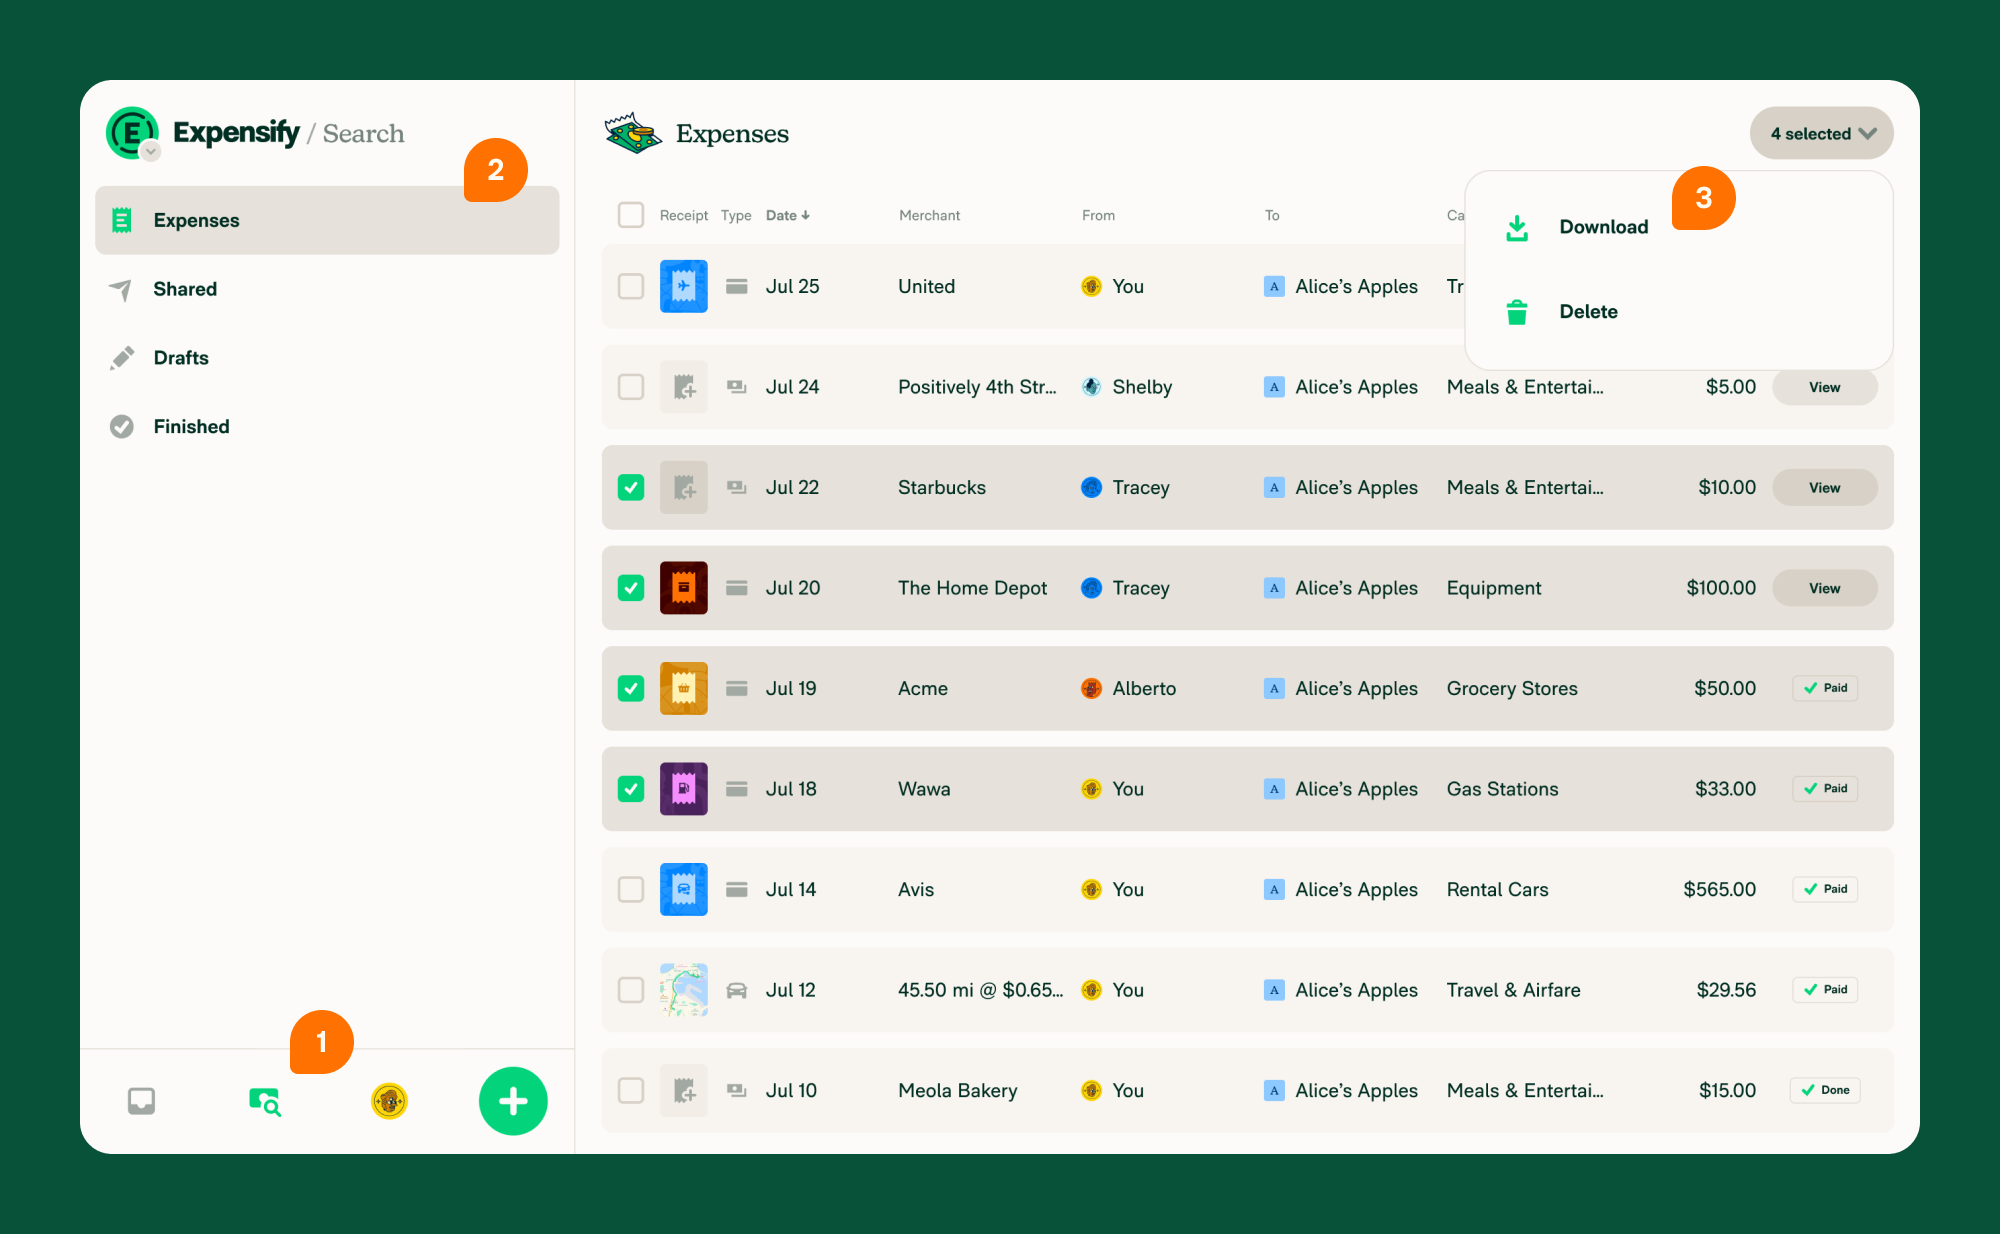 Expensify / Search
2
Expenses
Shared
Drafts
Finished
1
Expenses
4 selected
3
Download
Delete
Receipt Type Date Merchant From To Ca
Jul 25 United You A Alice's Apples Tr
Jul 24 Positively 4th Str... Shelby A Alice's Apples Meals & Entertai... $5.00 View
Jul 22 Starbucks Tracey A Alice's Apples Meals & Entertai... $10.00 View
Jul 20 The Home Depot Tracey A Alice's Apples Equipment $100.00 View
Jul 19 Acme Alberto A Alice's Apples Grocery Stores $50.00 Paid
Jul 18 Wawa You A Alice's Apples Gas Stations $33.00 Paid
Jul 14 Avis You A Alice's Apples Rental Cars $565.00 Paid
Jul 12 45.50 mi @ $0.65... You A Alice's Apples Travel & Airfare $29.56 Paid
Jul 10 Meola Bakery You A Alice's Apples Meals & Entertai... $15.00 Done